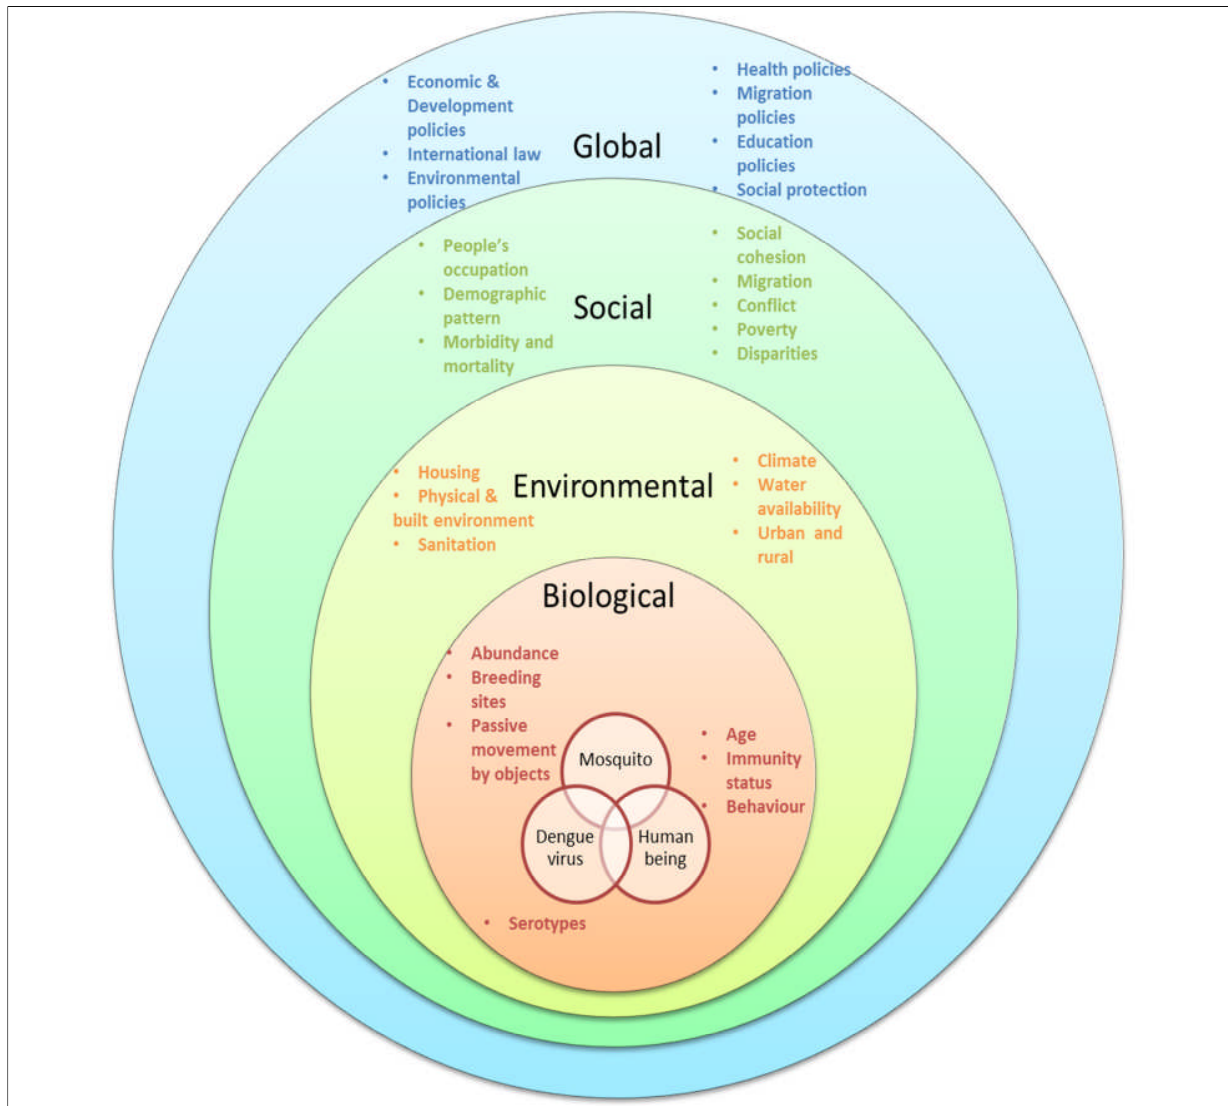 • Economic &
Development
policies
• International law
• Environmental
policies
Global
• Health policies
• Migration
policies
• Education
policies
• Social protection
• People's
occupation
• Demographic
pattern
• Morbidity and
mortality
Social
• Social
cohesion
• Migration
• Conflict
• Poverty
• Disparities
• Housing
• Physical &
built environment
• Sanitation
Environmental
• Climate
• Water
availability
• Urban and
rural
Biological
• Abundance
• Breeding
sites
• Passive
movement
by objects
Mosquito
• Age
• Immunity
status
• Behaviour
Dengue
virus
Human
being
• Serotypes